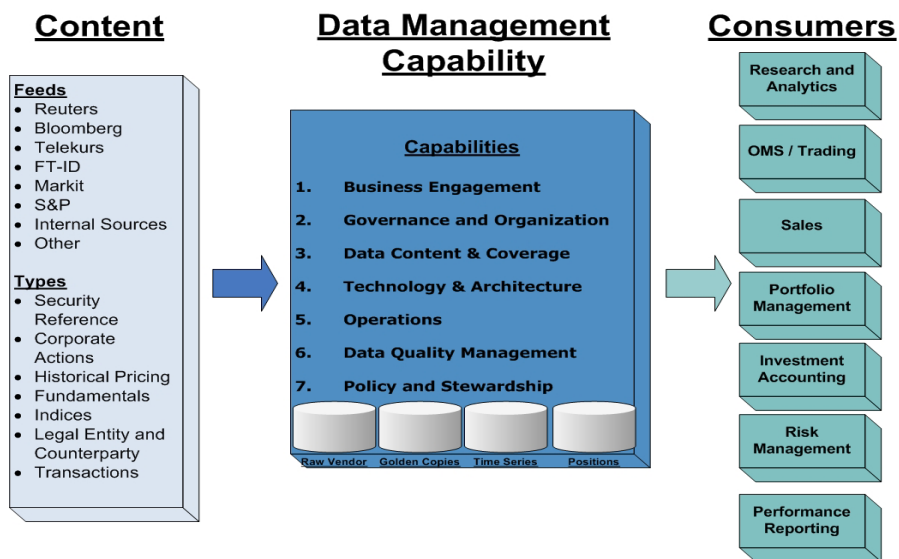 Content
Feeds
• Reuters
• Bloomberg
• Telekurs
• FT-ID
• Markit
• S&P
• Internal Sources
• Other
Types
• Security
Reference
• Corporate
Actions
• Historical Pricing
• Fundamentals
• Indices
• Legal Entity and
Counterparty
• Transactions
Data Management
Capability
Capabilities
1. Business Engagement
2. Governance and Organization
3. Data Content & Coverage
4. Technology & Architecture
5. Operations
6. Data Quality Management
7. Policy and Stewardship
Raw Vendor
Golden Copies
Time Series
Positions
Consumers
Research and
Analytics
OMS / Trading
Sales
Portfolio
Management
Investment
Accounting
Risk
Management
Performance
Reporting